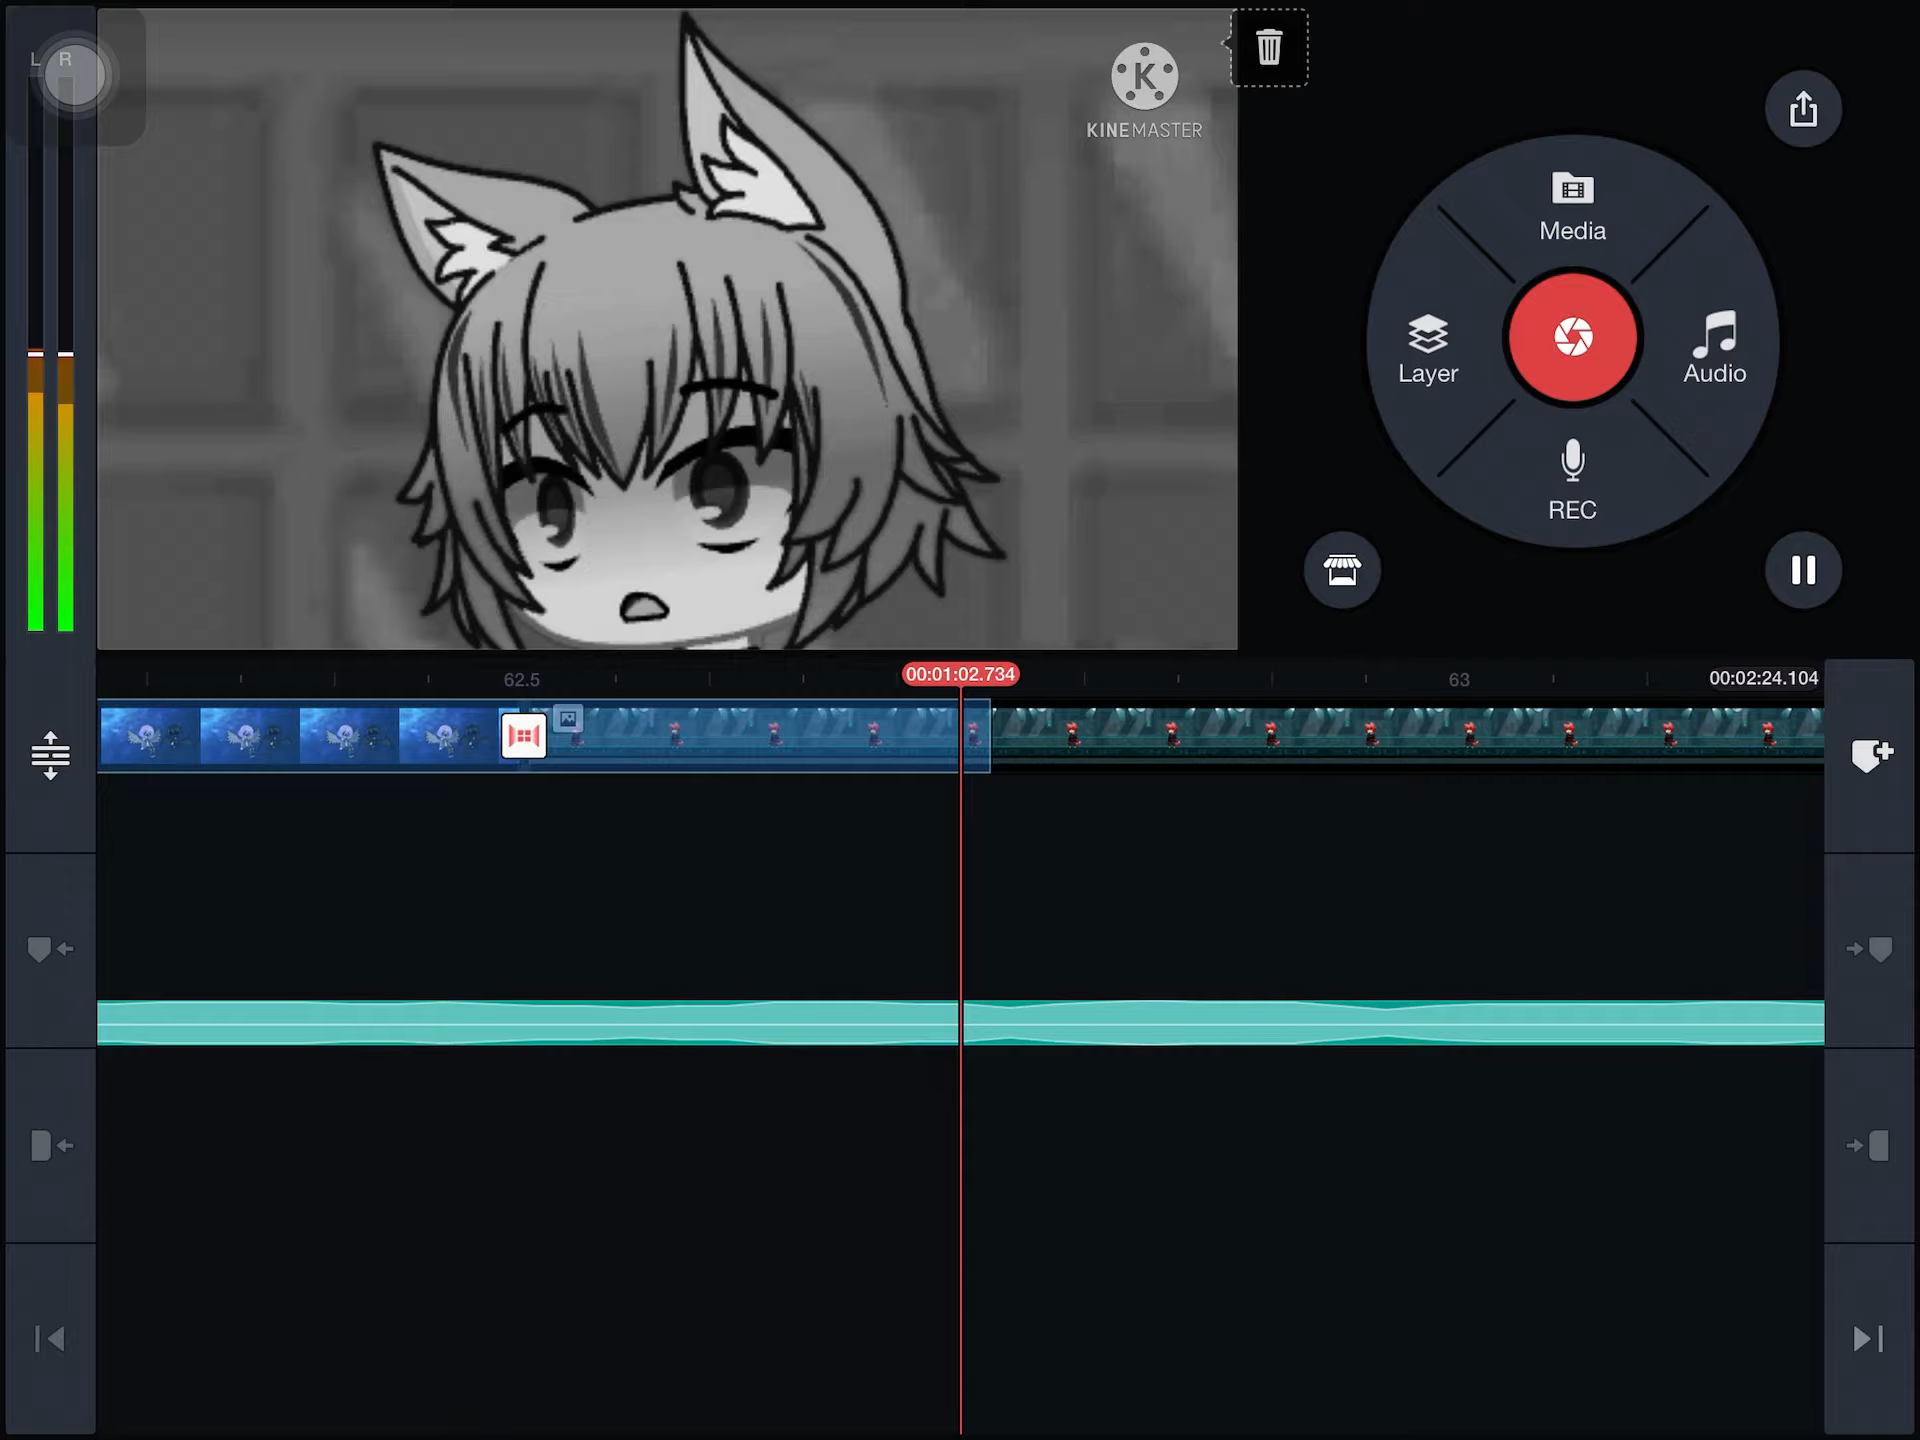 L R
K
KINEMASTER
Media
Layer
Audio
REC
62.5
00:01:02.734
63
00:02:24.104